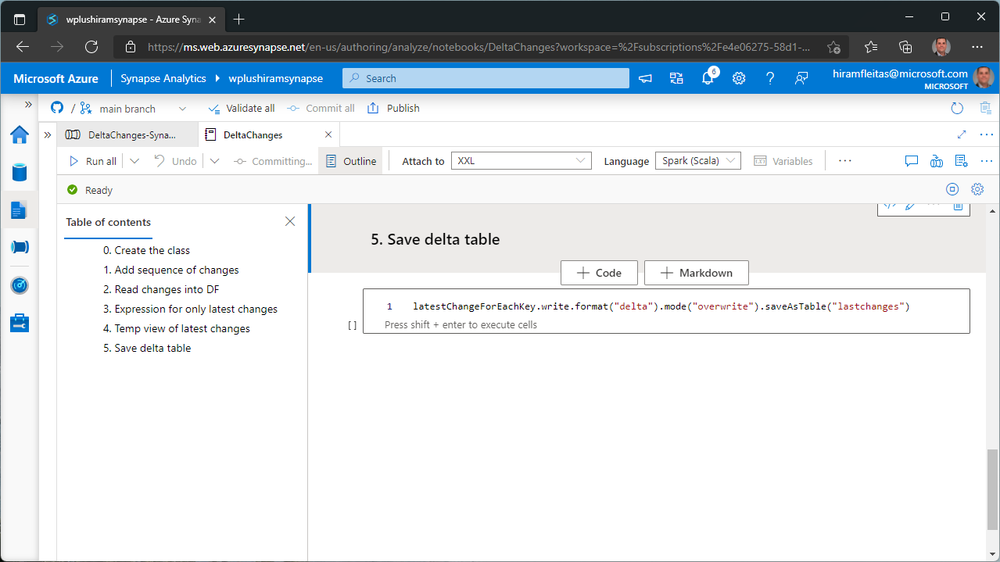 wplushiramsynapse - Azure Syna
https://ms.web.azuresynapse.net/en-us/authoring/analyze/notebooks/DeltaChanges?workspace=%2Fsubscriptions%2Fe4e06275-58d1-...
Microsoft Azure
Synapse Analytics
wplushiramsynapse
Search
6
hiramfleitas@microsoft.com
MICROSOFT
/ main branch
Validate all
Commit all
Publish
DeltaChanges-Syna...
DeltaChanges
Run all
Undo
Committing...
Outline
Attach to
XXL
Language
Spark (Scala)
Variables
Ready
Table of contents
0. Create the class
1. Add sequence of changes
2. Read changes into DF
3. Expression for only latest changes
4. Temp view of latest changes
5. Save delta table
5. Save delta table
Code
Markdown
1 latestChangeForEachKey.write.format("delta").mode("overwrite").saveAsTable("lastchanges")
[ ]
Press shift + enter to execute cells